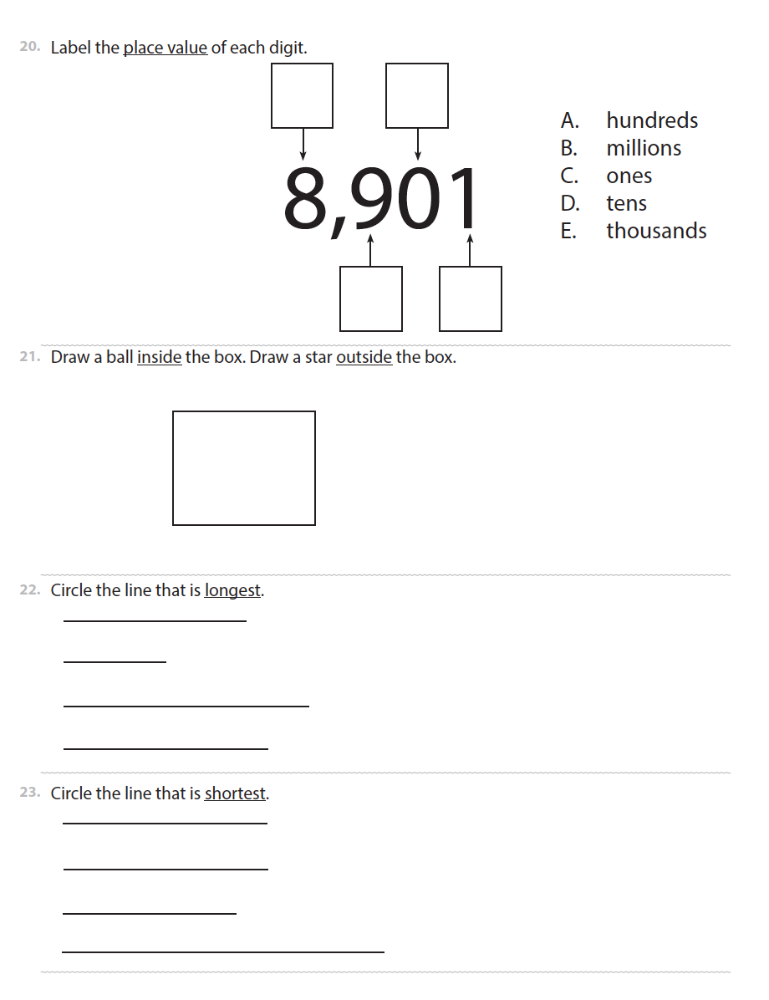 20. Label the place value of each digit.
A. hundreds
B. millions
8,901
C. ones
D. tens
E. thousands
21. Draw a ball inside the box. Draw a star outside the box.
22. Circle the line that is longest.
23. Circle the line that is shortest.